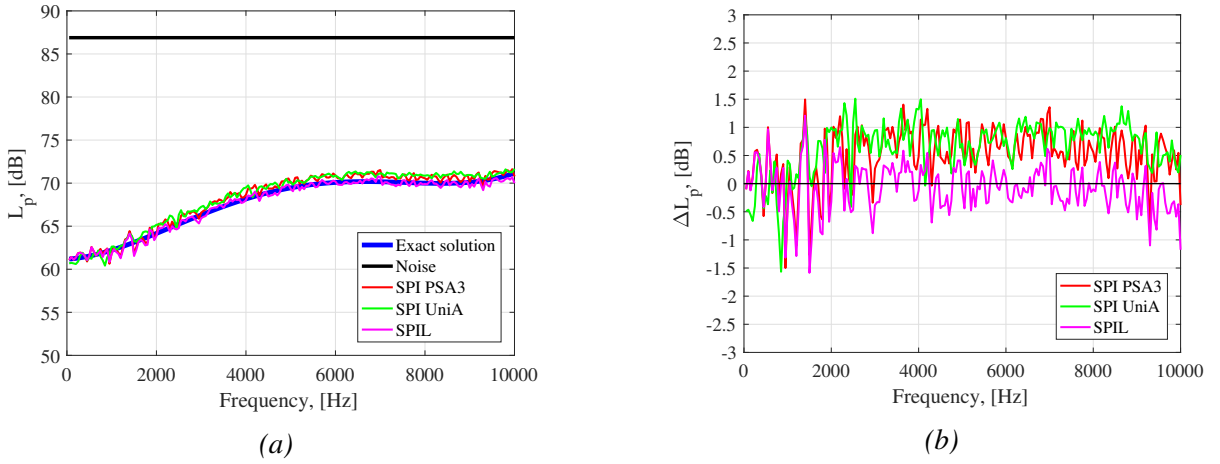 90
85
80
75
70
65
60
55
50
L_p, [dB]
0 2000 4000 6000 8000 10000
Frequency, [Hz]
Exact solution
Noise
SPI PSA3
SPI UniA
SPIL
(a)
3
2.5
2
1.5
1
0.5
0
-0.5
-1
-1.5
-2
-2.5
-3
ΔL_p, [dB]
0 2000 4000 6000 8000 10000
Frequency, [Hz]
SPI PSA3
SPI UniA
SPIL
(b)